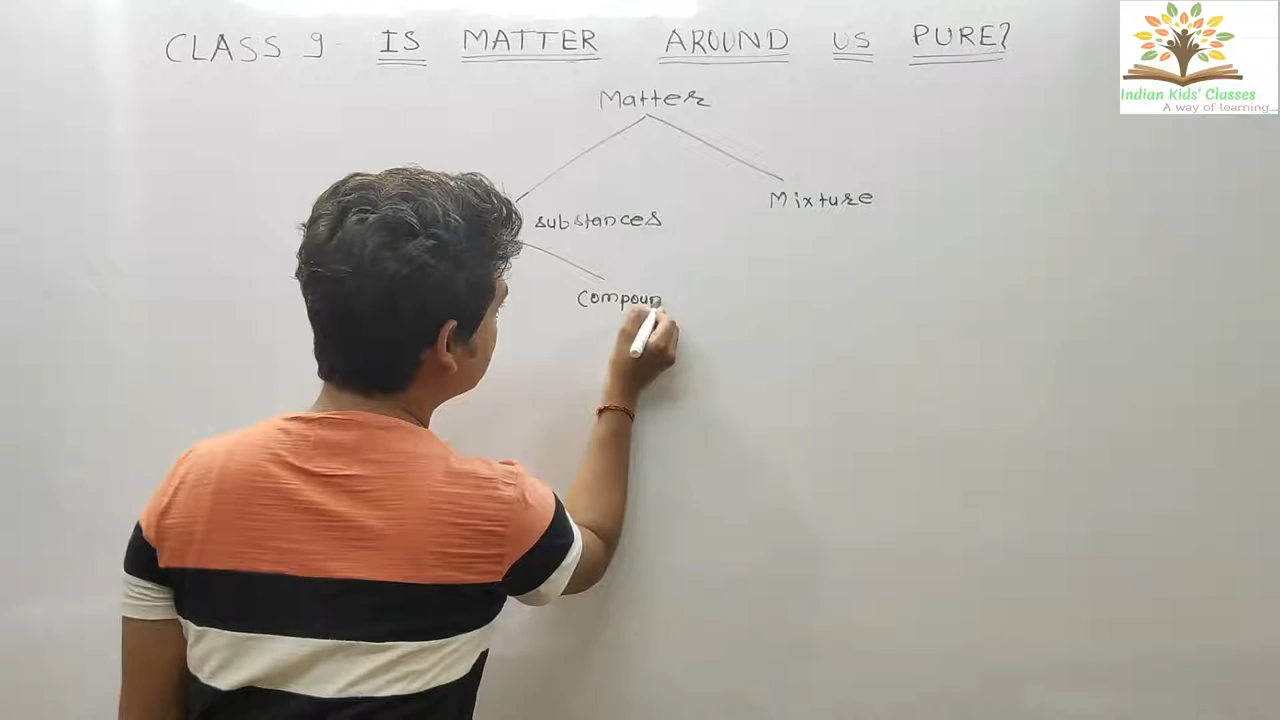 CLASS 9- IS MATTER AROUND US PURE?
Indian Kids' Classes
A way of learning....
Matter
substances
Mixture
Compoun